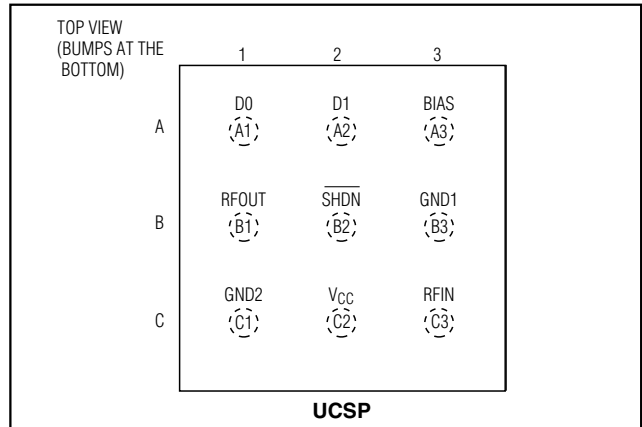 TOP VIEW
(BUMPS AT THE
BOTTOM)
1 2 3
D0 D1 BIAS
A A1 A2 A3
RFOUT S̅H̅D̅N̅ GND1
B B1 B2 B3
GND2 VCC RFIN
C C1 C2 C3
UCSP